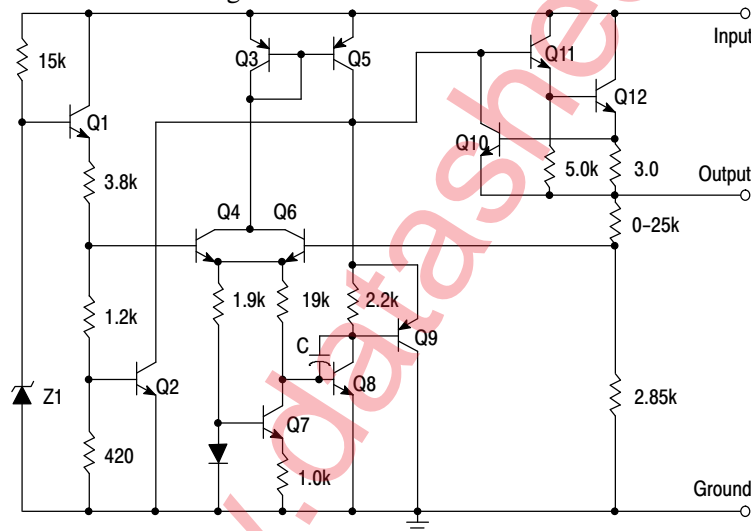 Input
15k
Q3
Q5
Q11
Q12
Q1
Q10
5.0k
3.0
Output
3.8k
Q4
Q6
0–25k
1.9k
19k
2.2k
1.2k
C
Q9
Q2
Q8
Z1
2.85k
Q7
420
1.0k
Ground